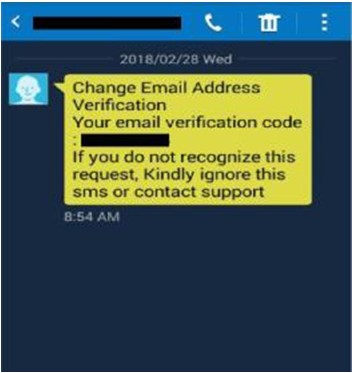 2018/02/28 Wed
Change Email Address
Verification
Your email verification code
:
If you do not recognize this
request, Kindly ignore this
sms or contact support
8:54 AM